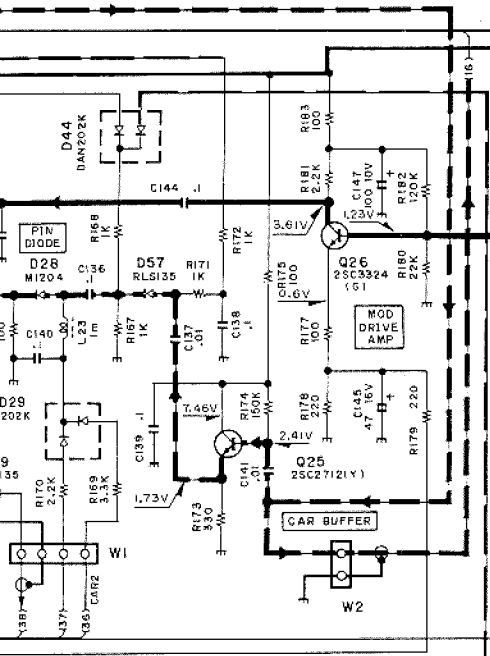 (16)
R183
100
D44
DAN202K
R181
2.2K
C147
100 10V
+
R182
120K
C144 .1
3.61V
1.23V
PIN
DIODE
R168
1K
R172
1K
D28
MI204
C136
.1
D57
RLS135
R171
1K
R175
100
Q26
2SC3324
(G)
R180
22K
0.6V
C140
.1
L23
1m
R167
1K
C137
.01
C138
.1
R177
100
MOD
DRIVE
AMP
D29
202K
C139
.1
7.46V
R174
150K
R178
220
C145
47 16V
+
220
R179
2.41V
135
R170
2.2K
R169
3.3K
1.73V
C141
.01
Q25
2SC2712(Y)
R173
330
CAR BUFFER
W1
CAR2
W2
(38)
(37)
(36)